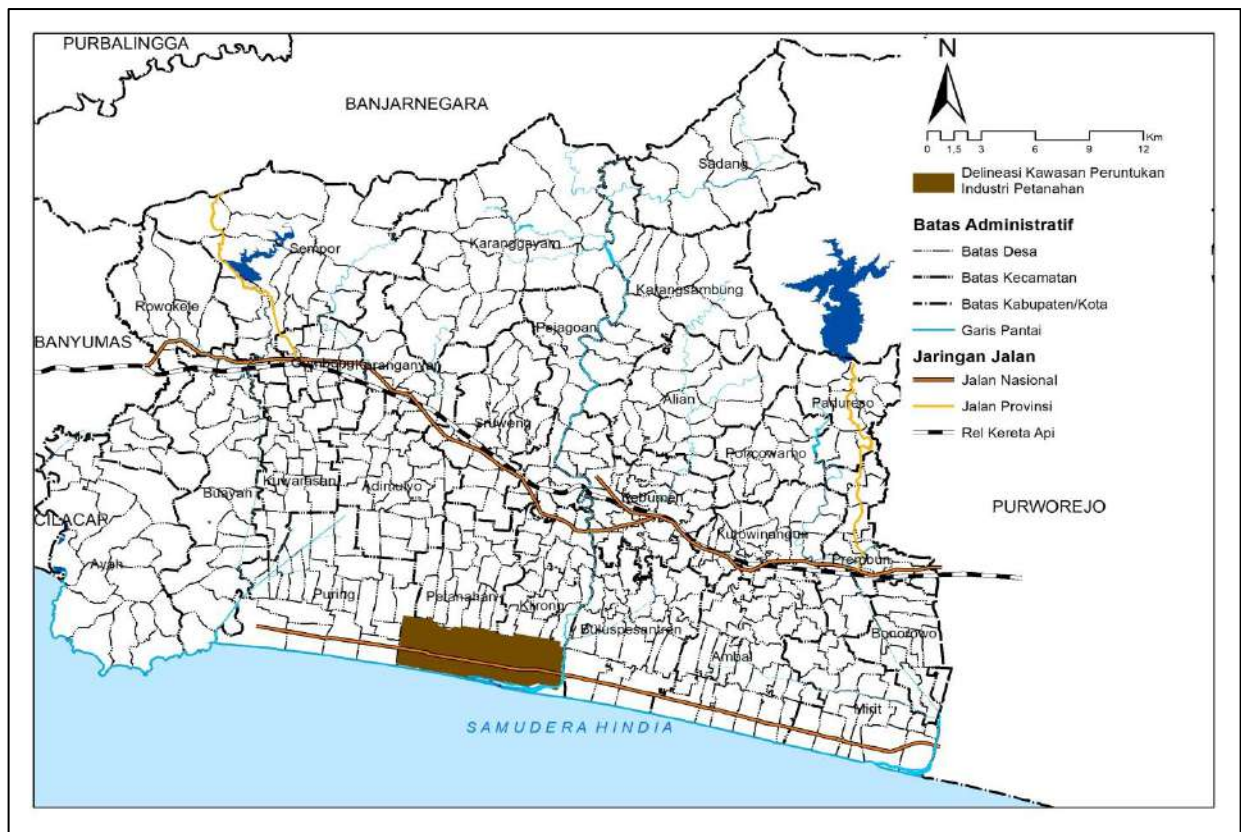 PURBALINGGA
BANJARNEGARA
N
Km
0 1,5 3 6 9 12
Sadang
Delineasi Kawasan Peruntukan
Industri Petanahan
Batas Administratif
Batas Desa
Batas Kecamatan
Batas Kabupaten/Kota
Garis Pantai
Jaringan Jalan
Jalan Nasional
Jalan Provinsi
Rel Kereta Api
Sempor
Karanggayam
Karangsambung
Rowokele
Pejagoan
BANYUMAS
Karanganyar
Alian
Padureso
Sruweng
Poncowarno
Buayan
Kuwarasan
Adimulyo
Kebumen
PURWOREJO
CILACAP
Kutowinangun
Prembun
Ayah
Puring
Petanahan
Klirong
Buluspesantren
Bonorowo
Ambal
Mirit
SAMUDERA HINDIA